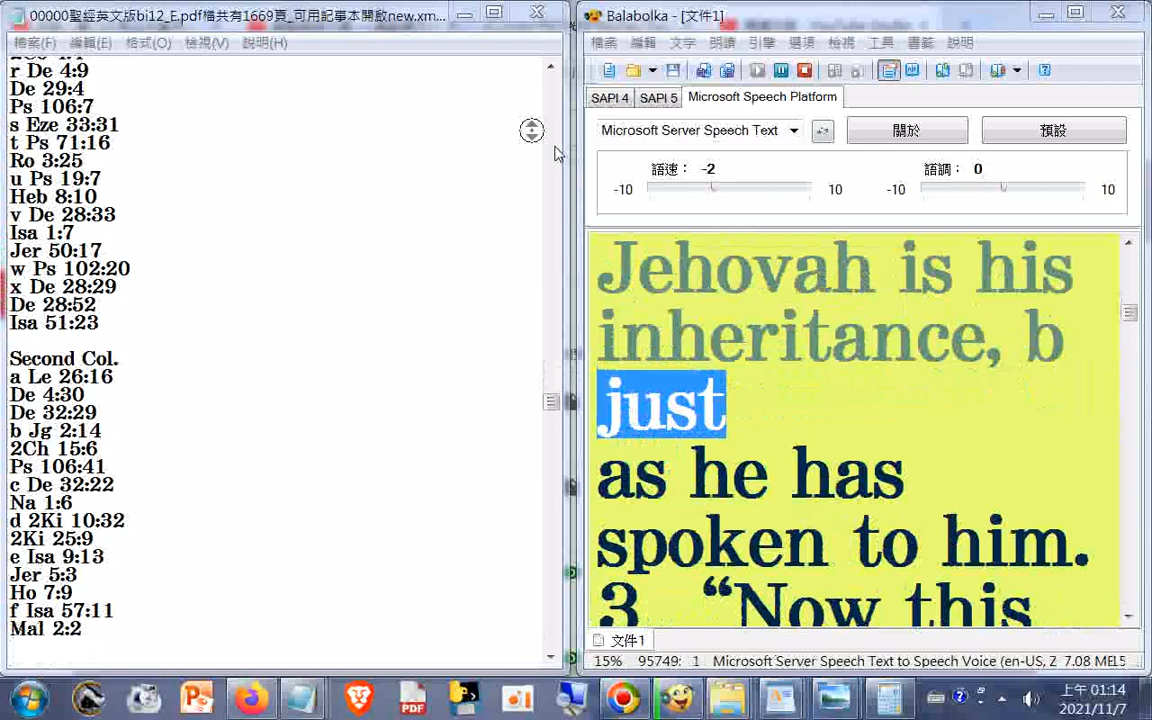 00000聖經英文版bi12_E.pdf檔共有1669頁_可用記事本開啟new.xm...
檔案(F) 編輯(E) 格式(O) 檢視(V) 說明(H)
r De 4:9
De 29:4
Ps 106:7
s Eze 33:31
t Ps 71:16
Ro 3:25
u Ps 19:7
Heb 8:10
v De 28:33
Isa 1:7
Jer 50:17
w Ps 102:20
x De 28:29
De 28:52
Isa 51:23
Second Col.
a Le 26:16
De 4:30
De 32:29
b Jg 2:14
2Ch 15:6
Ps 106:41
c De 32:22
Na 1:6
d 2Ki 10:32
2Ki 25:9
e Isa 9:13
Jer 5:3
Ho 7:9
f Isa 57:11
Mal 2:2
Balabolka - [文件1]
檔案 編輯 文字 朗讀 引擎 選項 檢視 工具 書籤 說明
SAPI 4 SAPI 5 Microsoft Speech Platform
Microsoft Server Speech Text 關於 預設
語速： -2 語調： 0
-10 10 -10 10
Jehovah is his
inheritance, b
just
as he has
spoken to him.
3 “Now this
文件1
15% 95749: 1 Microsoft Server Speech Text to Speech Voice (en-US, Z 7.08 МБ
上午 01:14
2021/11/7